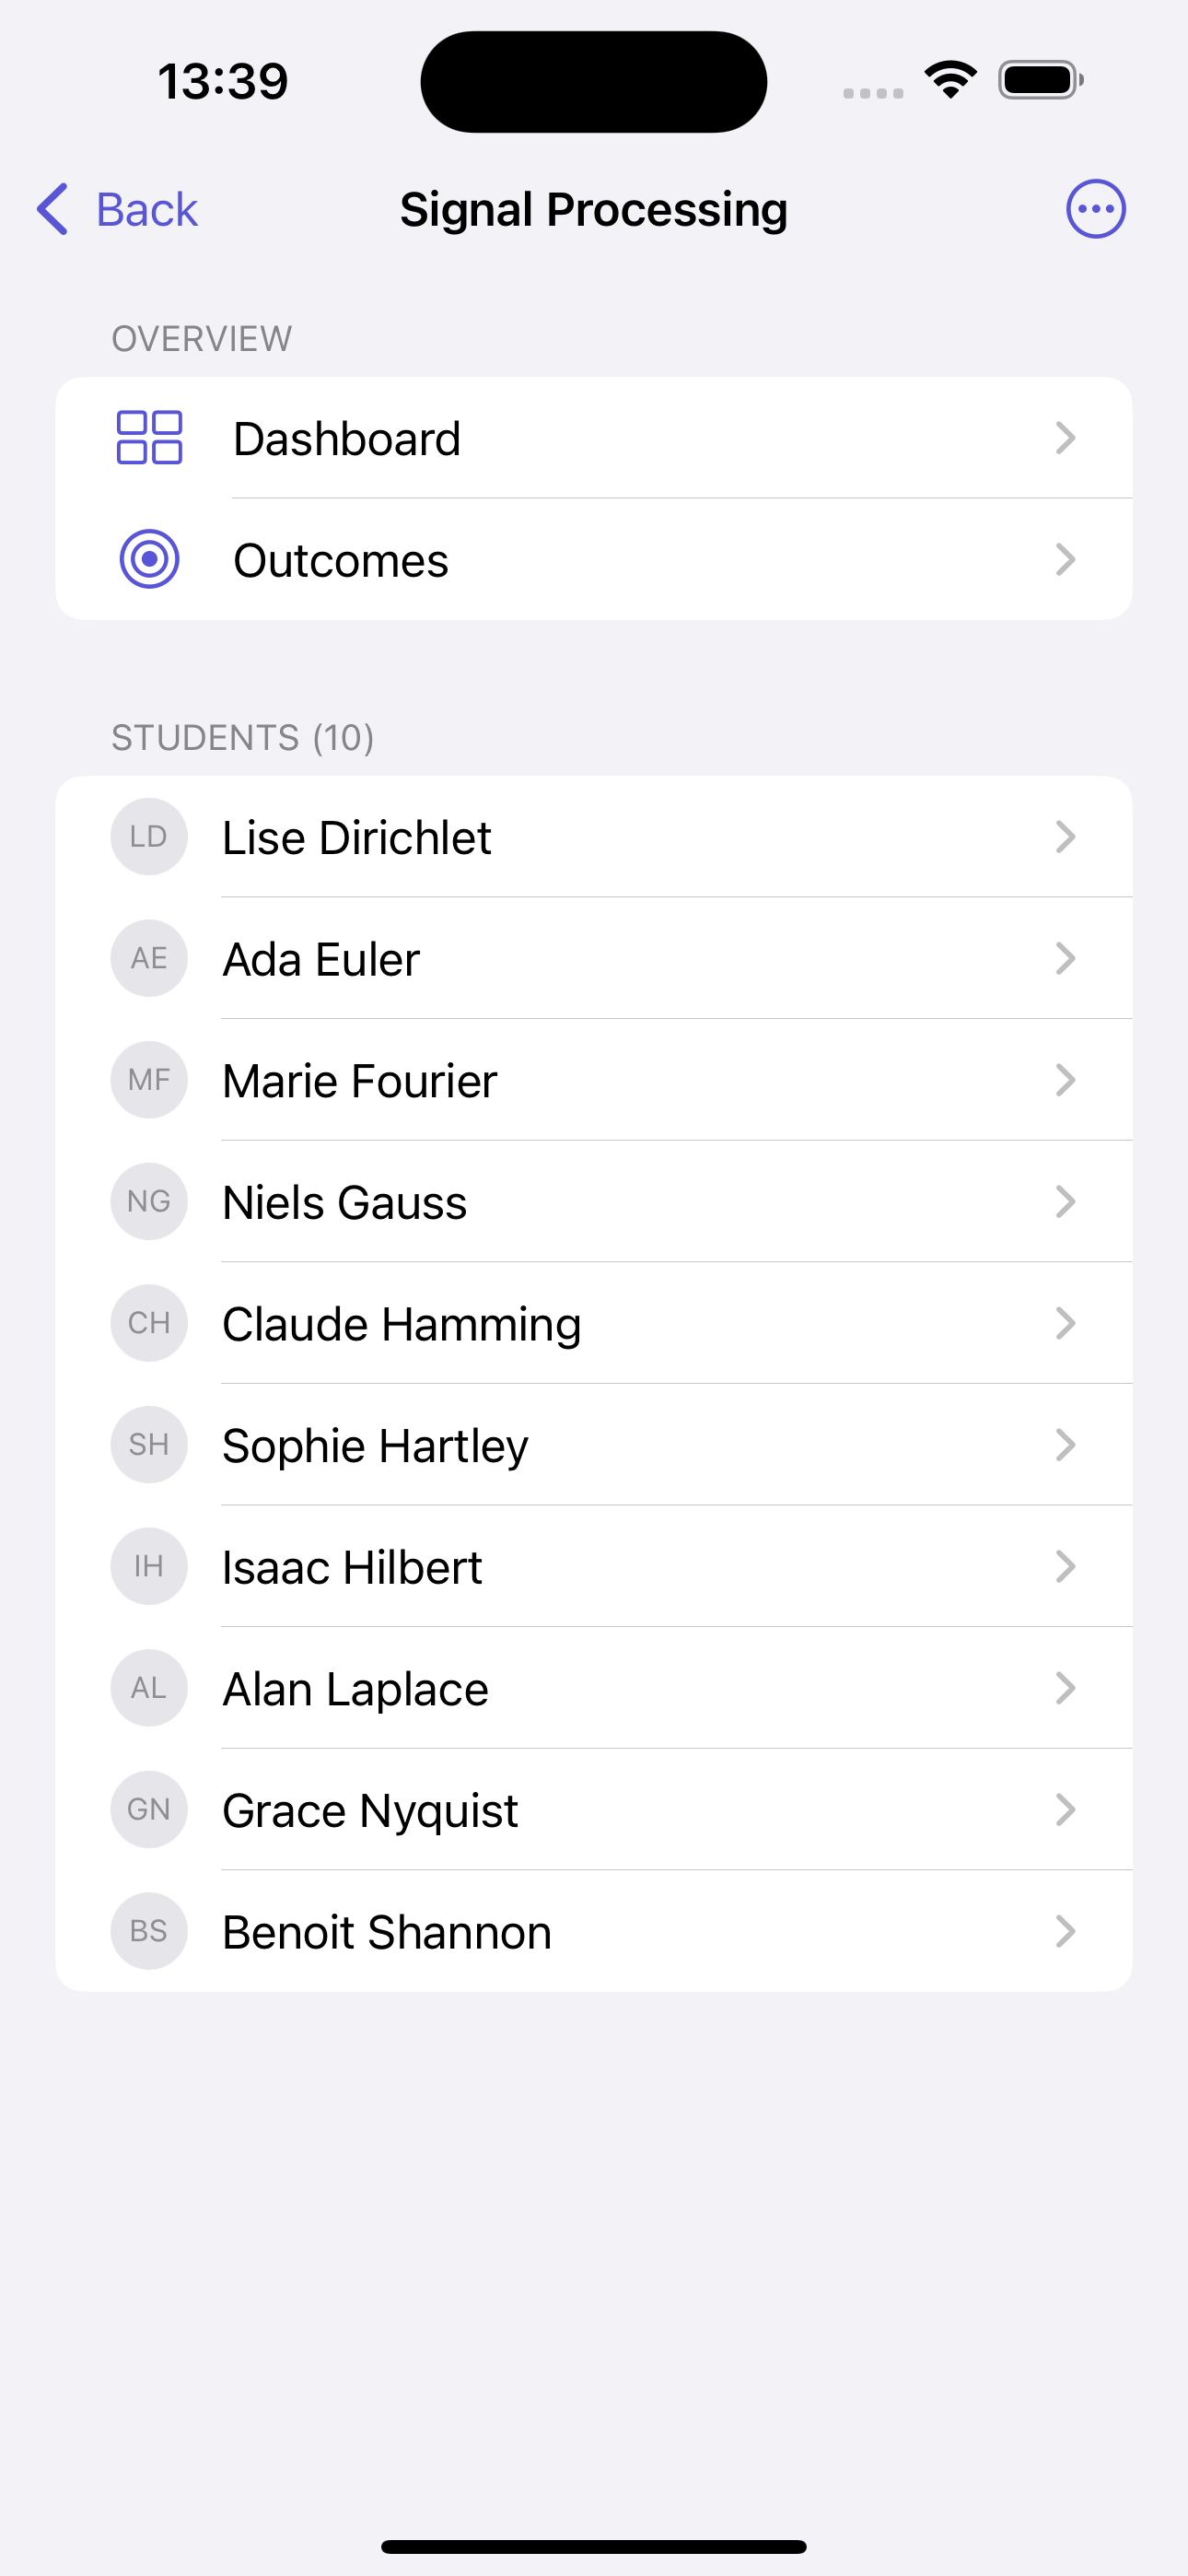 13:39
Back
Signal Processing
OVERVIEW
Dashboard
Outcomes
STUDENTS (10)
LD Lise Dirichlet
AE Ada Euler
MF Marie Fourier
NG Niels Gauss
CH Claude Hamming
SH Sophie Hartley
IH Isaac Hilbert
AL Alan Laplace
GN Grace Nyquist
BS Benoit Shannon